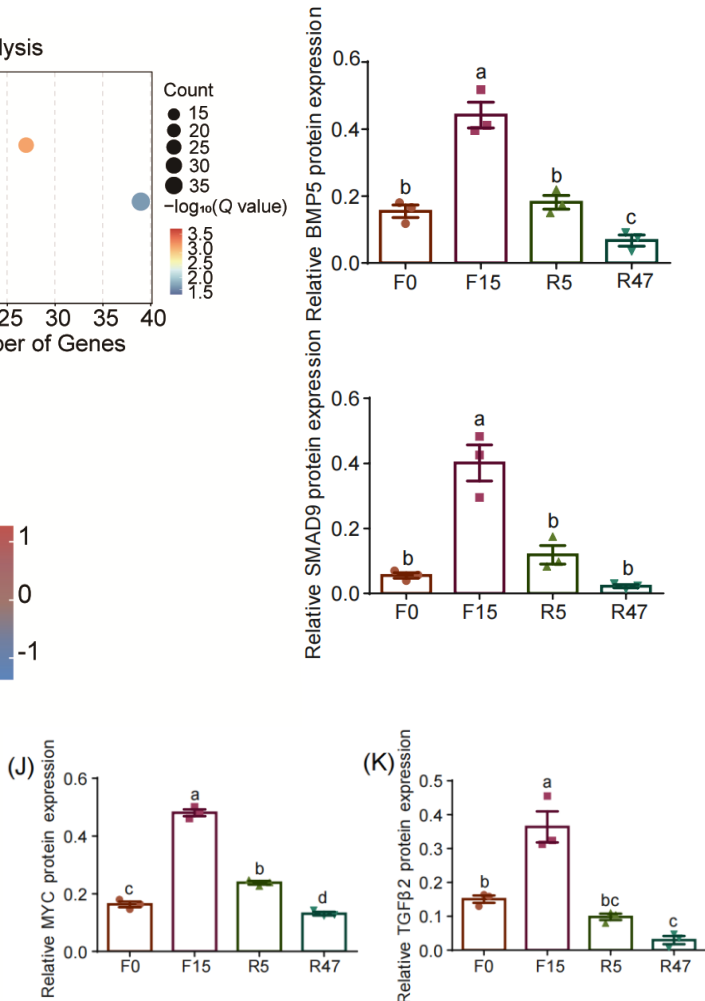 lysis
Count
15
20
25
30
35
−log₁₀(Q value)
3.5
3.0
2.5
2.0
1.5
25 30 35 40
er of Genes
1
0
-1
Relative BMP5 protein expression
0.6
0.4
0.2
0.0
b
a
b
c
F0 F15 R5 R47
Relative SMAD9 protein expression
0.6
0.4
0.2
0.0
b
a
b
b
F0 F15 R5 R47
(J)
Relative MYC protein expression
0.6
0.4
0.2
0.0
c
a
b
d
F0 F15 R5 R47
(K)
Relative TGFβ2 protein expression
0.5
0.4
0.3
0.2
0.1
0.0
b
a
bc
c
F0 F15 R5 R47